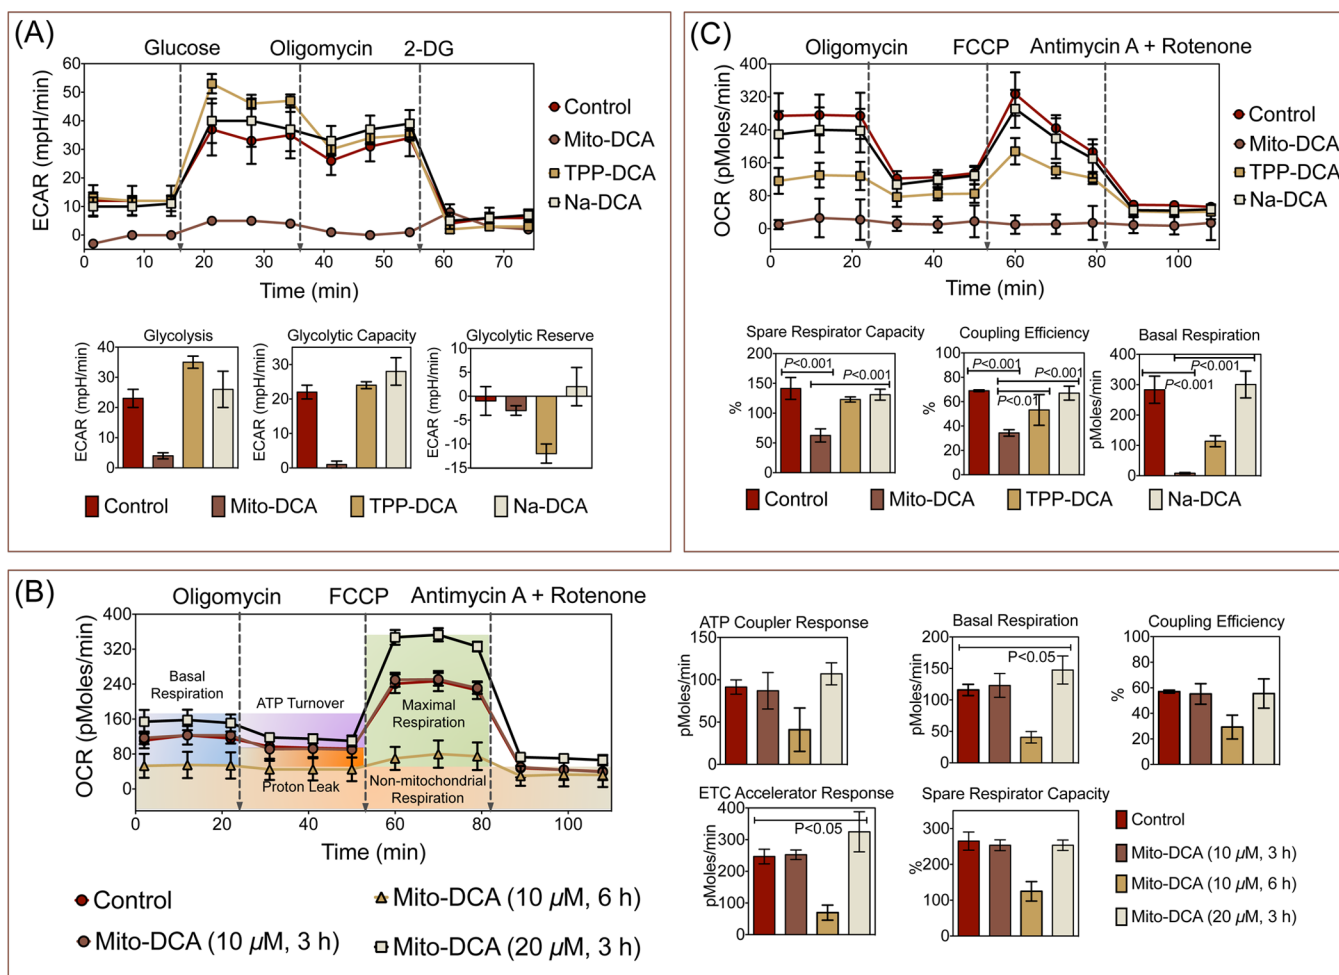 (A)
Glucose Oligomycin 2-DG
60
50
40
30
20
10
0
ECAR (mpH/min)
0 10 20 30 40 50 60 70
Time (min)
Control
Mito-DCA
TPP-DCA
Na-DCA
Glycolysis
40
20
0
ECAR (mpH/min)
Glycolytic Capacity
30
20
10
0
ECAR (mpH/min)
Glycolytic Reserve
10
5
0
-5
-10
-15
ECAR (mpH/min)
Control Mito-DCA TPP-DCA Na-DCA
(C)
Oligomycin FCCP Antimycin A + Rotenone
400
320
240
160
80
0
OCR (pMoles/min)
0 20 40 60 80 100
Time (min)
Control
Mito-DCA
TPP-DCA
Na-DCA
Spare Respirator Capacity
150
100
50
0
%
P<0.001
P<0.001
Coupling Efficiency
100
80
60
40
20
0
%
P<0.001
P<0.001
P<0.01
Basal Respiration
400
300
200
100
0
pMoles/min
P<0.001
P<0.001
Control Mito-DCA TPP-DCA Na-DCA
(B)
Oligomycin FCCP Antimycin A + Rotenone
400
320
240
160
80
0
OCR (pMoles/min)
Basal
Respiration
ATP Turnover
Maximal
Respiration
Proton Leak
Non-mitochondrial
Respiration
0 20 40 60 80 100
Time (min)
Control
Mito-DCA (10 µM, 3 h)
Mito-DCA (10 µM, 6 h)
Mito-DCA (20 µM, 3 h)
ATP Coupler Response
150
100
50
0
pMoles/min
Basal Respiration
200
150
100
50
0
pMoles/min
P<0.05
Coupling Efficiency
100
80
60
40
20
0
%
ETC Accelerator Response
400
300
200
100
0
pMoles/min
P<0.05
Spare Respirator Capacity
300
200
100
0
%
Control
Mito-DCA (10 µM, 3 h)
Mito-DCA (10 µM, 6 h)
Mito-DCA (20 µM, 3 h)